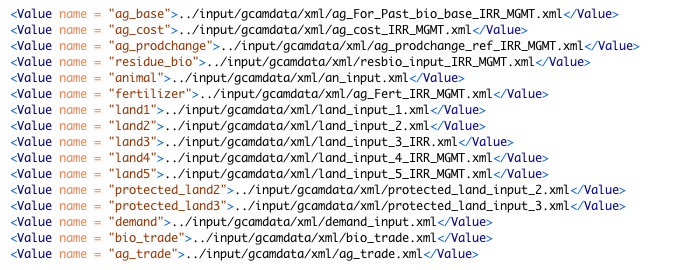 <Value name = "ag_base">../input/gcamdata/xml/ag_For_Past_bio_base_IRR_MGMT.xml</Value>
<Value name = "ag_cost">../input/gcamdata/xml/ag_cost_IRR_MGMT.xml</Value>
<Value name = "ag_prodchange">../input/gcamdata/xml/ag_prodchange_ref_IRR_MGMT.xml</Value>
<Value name = "residue_bio">../input/gcamdata/xml/resbio_input_IRR_MGMT.xml</Value>
<Value name = "animal">../input/gcamdata/xml/an_input.xml</Value>
<Value name = "fertilizer">../input/gcamdata/xml/ag_Fert_IRR_MGMT.xml</Value>
<Value name = "land1">../input/gcamdata/xml/land_input_1.xml</Value>
<Value name = "land2">../input/gcamdata/xml/land_input_2.xml</Value>
<Value name = "land3">../input/gcamdata/xml/land_input_3_IRR.xml</Value>
<Value name = "land4">../input/gcamdata/xml/land_input_4_IRR_MGMT.xml</Value>
<Value name = "land5">../input/gcamdata/xml/land_input_5_IRR_MGMT.xml</Value>
<Value name = "protected_land2">../input/gcamdata/xml/protected_land_input_2.xml</Value>
<Value name = "protected_land3">../input/gcamdata/xml/protected_land_input_3.xml</Value>
<Value name = "demand">../input/gcamdata/xml/demand_input.xml</Value>
<Value name = "bio_trade">../input/gcamdata/xml/bio_trade.xml</Value>
<Value name = "ag_trade">../input/gcamdata/xml/ag_trade.xml</Value>